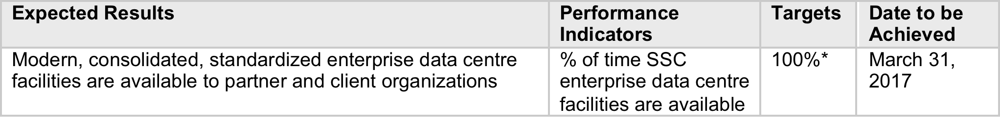 Expected Results
Performance
Indicators
Targets
Date to be
Achieved
Modern, consolidated, standardized enterprise data centre
facilities are available to partner and client organizations
% of time SSC
enterprise data centre
facilities are available
100%*
March 31,
2017